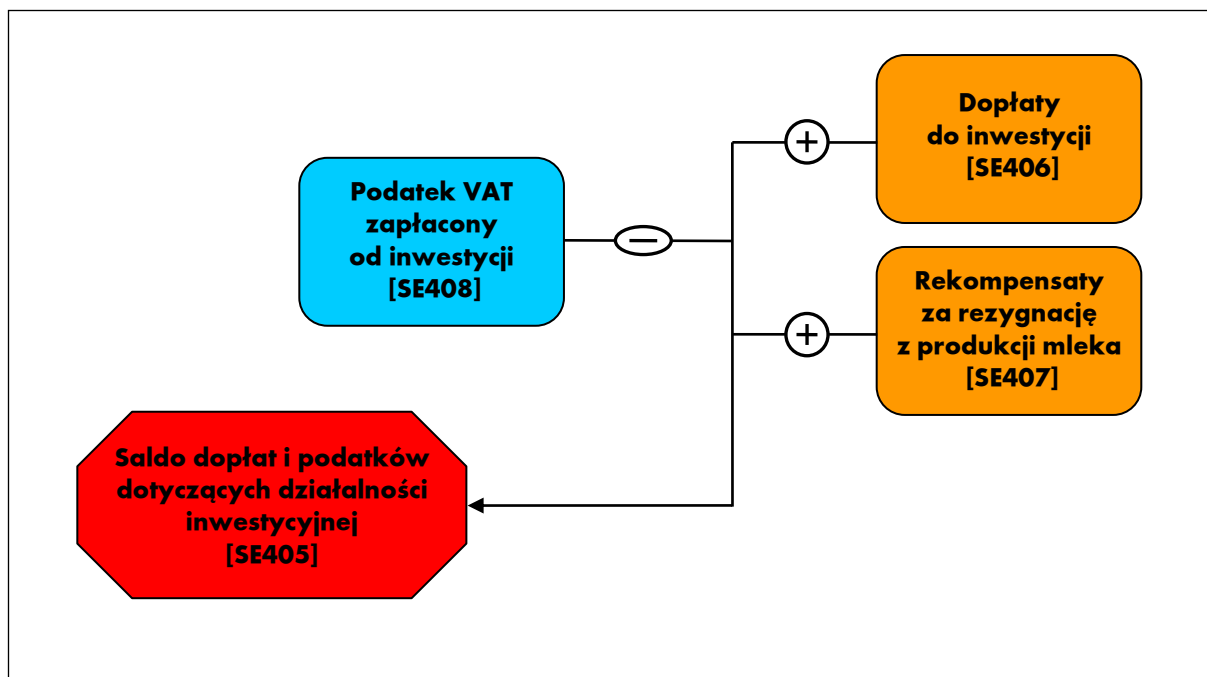 Dopłaty
do inwestycji
[SE406]
Podatek VAT
zapłacony
od inwestycji
[SE408]
−
+
Rekompensaty
za rezygnację
z produkcji mleka
[SE407]
+
Saldo dopłat i podatków
dotyczących działalności
inwestycyjnej
[SE405]